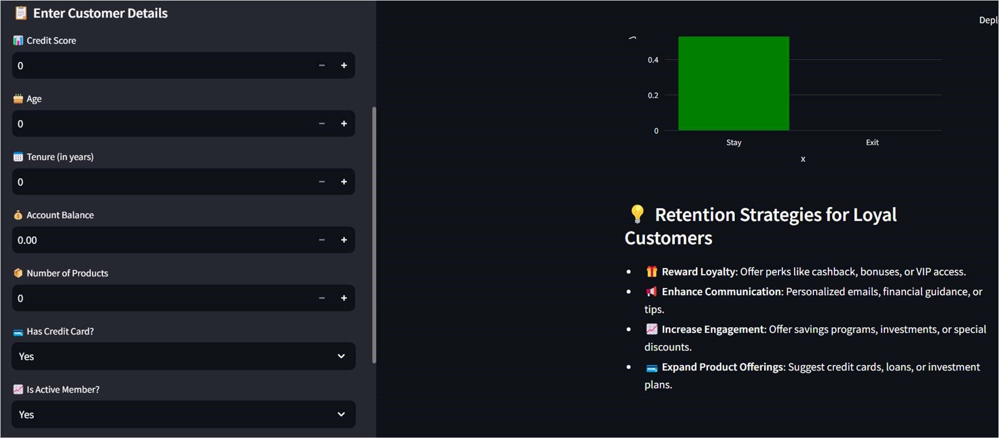 Enter Customer Details
Credit Score
0
Age
0
Tenure (in years)
0
Account Balance
0.00
Number of Products
0
Has Credit Card?
Yes
Is Active Member?
Yes
0.4
0.2
0
Stay Exit
x
Retention Strategies for Loyal
Customers
• Reward Loyalty: Offer perks like cashback, bonuses, or VIP access.
• Enhance Communication: Personalized emails, financial guidance, or
tips.
• Increase Engagement: Offer savings programs, investments, or special
discounts.
• Expand Product Offerings: Suggest credit cards, loans, or investment
plans.